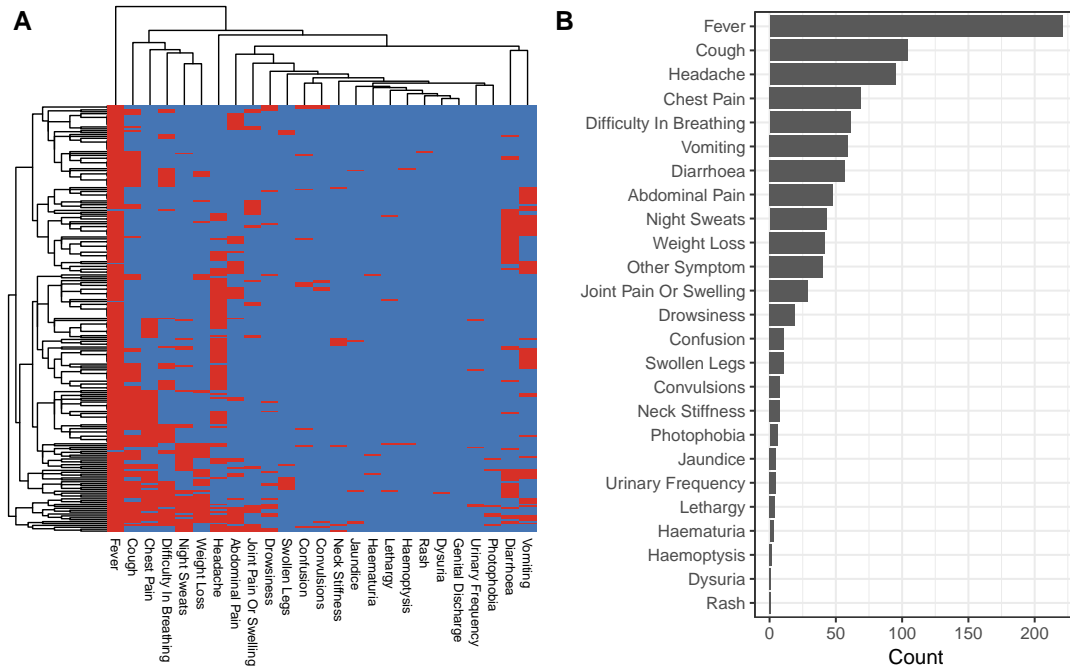 A
Fever
Cough
Chest Pain
Difficulty In Breathing
Night Sweats
Weight Loss
Headache
Abdominal Pain
Joint Pain Or Swelling
Drowsiness
Swollen Legs
Confusion
Convulsions
Neck Stiffness
Jaundice
Haematuria
Lethargy
Haemoptysis
Rash
Dysuria
Genital Discharge
Urinary Frequency
Photophobia
Diarrhoea
Vomiting
B
Fever
Cough
Headache
Chest Pain
Difficulty In Breathing
Vomiting
Diarrhoea
Abdominal Pain
Night Sweats
Weight Loss
Other Symptom
Joint Pain Or Swelling
Drowsiness
Confusion
Swollen Legs
Convulsions
Neck Stiffness
Photophobia
Jaundice
Urinary Frequency
Lethargy
Haematuria
Haemoptysis
Dysuria
Rash
0 50 100 150 200
Count